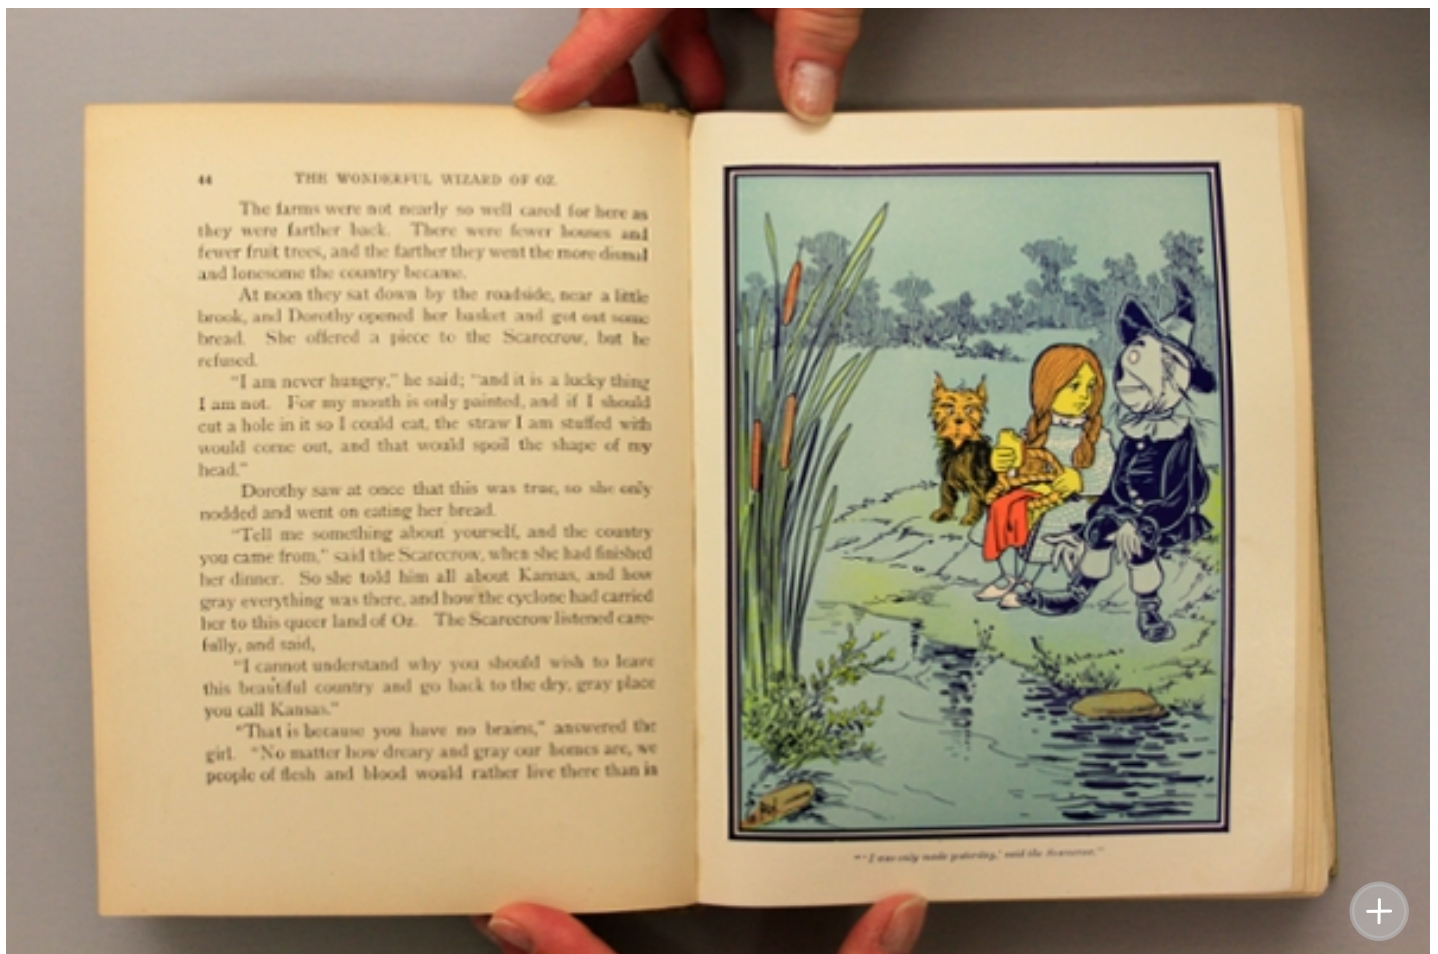 44 THE WONDERFUL WIZARD OF OZ.
The farms were not nearly so well cared for here as
they were farther back. There were fewer houses and
fewer fruit trees, and the farther they went the more dismal
and lonesome the country became.
At noon they sat down by the roadside, near a little
brook, and Dorothy opened her basket and got out some
bread. She offered a piece to the Scarecrow, but he
refused.
"I am never hungry," he said; "and it is a lucky thing
I am not. For my mouth is only painted, and if I should
cut a hole in it so I could eat, the straw I am stuffed with
would come out, and that would spoil the shape of my
head."
Dorothy saw at once that this was true, so she only
nodded and went on eating her bread.
"Tell me something about yourself, and the country
you came from," said the Scarecrow, when she had finished
her dinner. So she told him all about Kansas, and how
gray everything was there, and how the cyclone had carried
her to this queer land of Oz. The Scarecrow listened care-
fully, and said,
"I cannot understand why you should wish to leave
this beautiful country and go back to the dry, gray place
you call Kansas."
"That is because you have no brains," answered the
girl. "No matter how dreary and gray our homes are, we
people of flesh and blood would rather live there than in
"'I was only made yesterday,' said the Scarecrow."